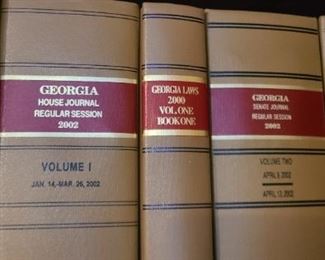 GEORGIA
HOUSE JOURNAL
REGULAR SESSION
2002
VOLUME I
JAN. 14,-MAR. 26, 2002
GEORGIA LAWS
2000
VOL. ONE
BOOK ONE
GEORGIA
SENATE JOURNAL
REGULAR SESSION
2002
VOLUME TWO
APRIL 9, 2002
APRIL 12, 2002